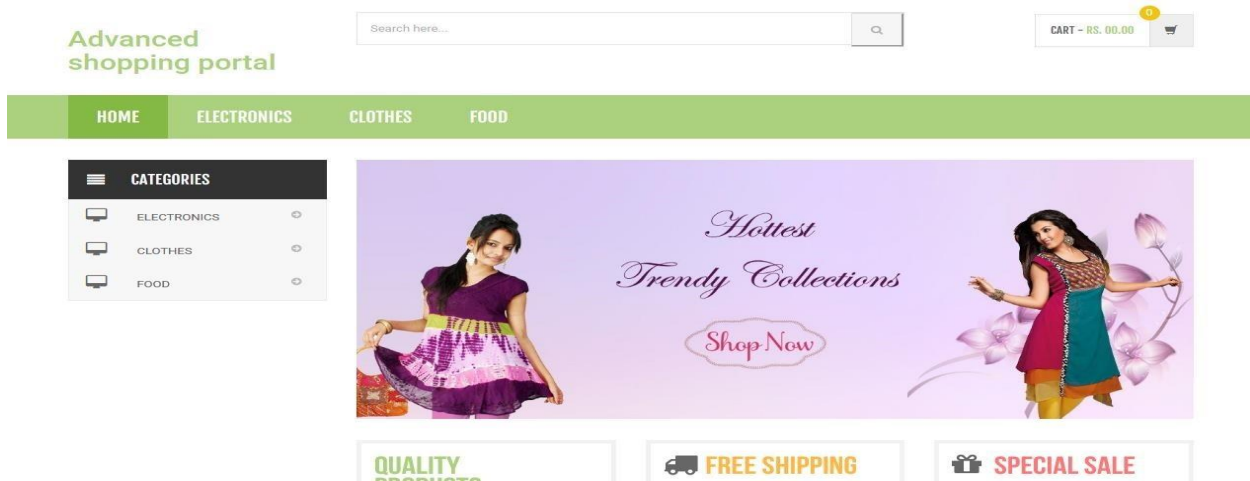 Advanced
shopping portal
Search here...
0
CART - RS. 00.00
HOME
ELECTRONICS
CLOTHES
FOOD
CATEGORIES
ELECTRONICS
CLOTHES
FOOD
Hottest
Trendy Collections
Shop Now
QUALITY
PRODUCTS
FREE SHIPPING
SPECIAL SALE